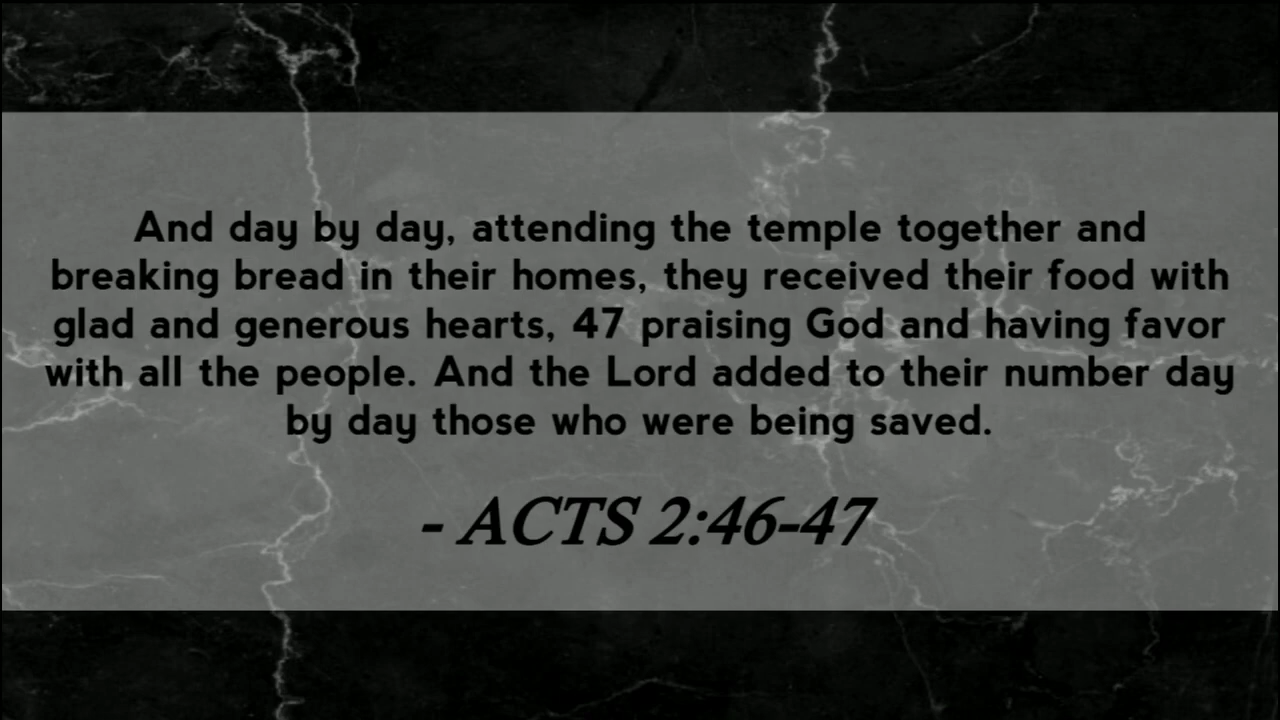 And day by day, attending the temple together and
breaking bread in their homes, they received their food with
glad and generous hearts, 47 praising God and having favor
with all the people. And the Lord added to their number day
by day those who were being saved.
- ACTS 2:46-47